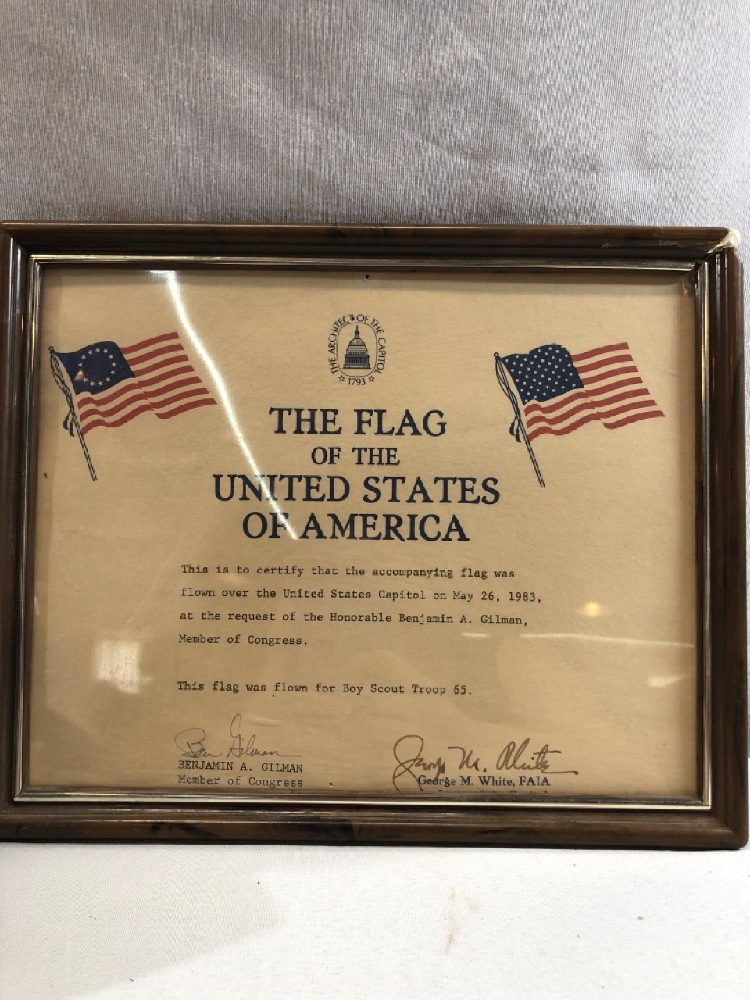 THE ARCHITECT OF THE CAPITOL
1793
THE FLAG
OF THE
UNITED STATES
OF AMERICA
This is to certify that the accompanying flag was
flown over the United States Capitol on May 26, 1983,
at the request of the Honorable Benjamin A. Gilman,
Member of Congress.
This flag was flown for Boy Scout Troop 65.
Ben Gilman
BENJAMIN A. GILMAN
Member of Congress
George M. White
George M. White, FAIA